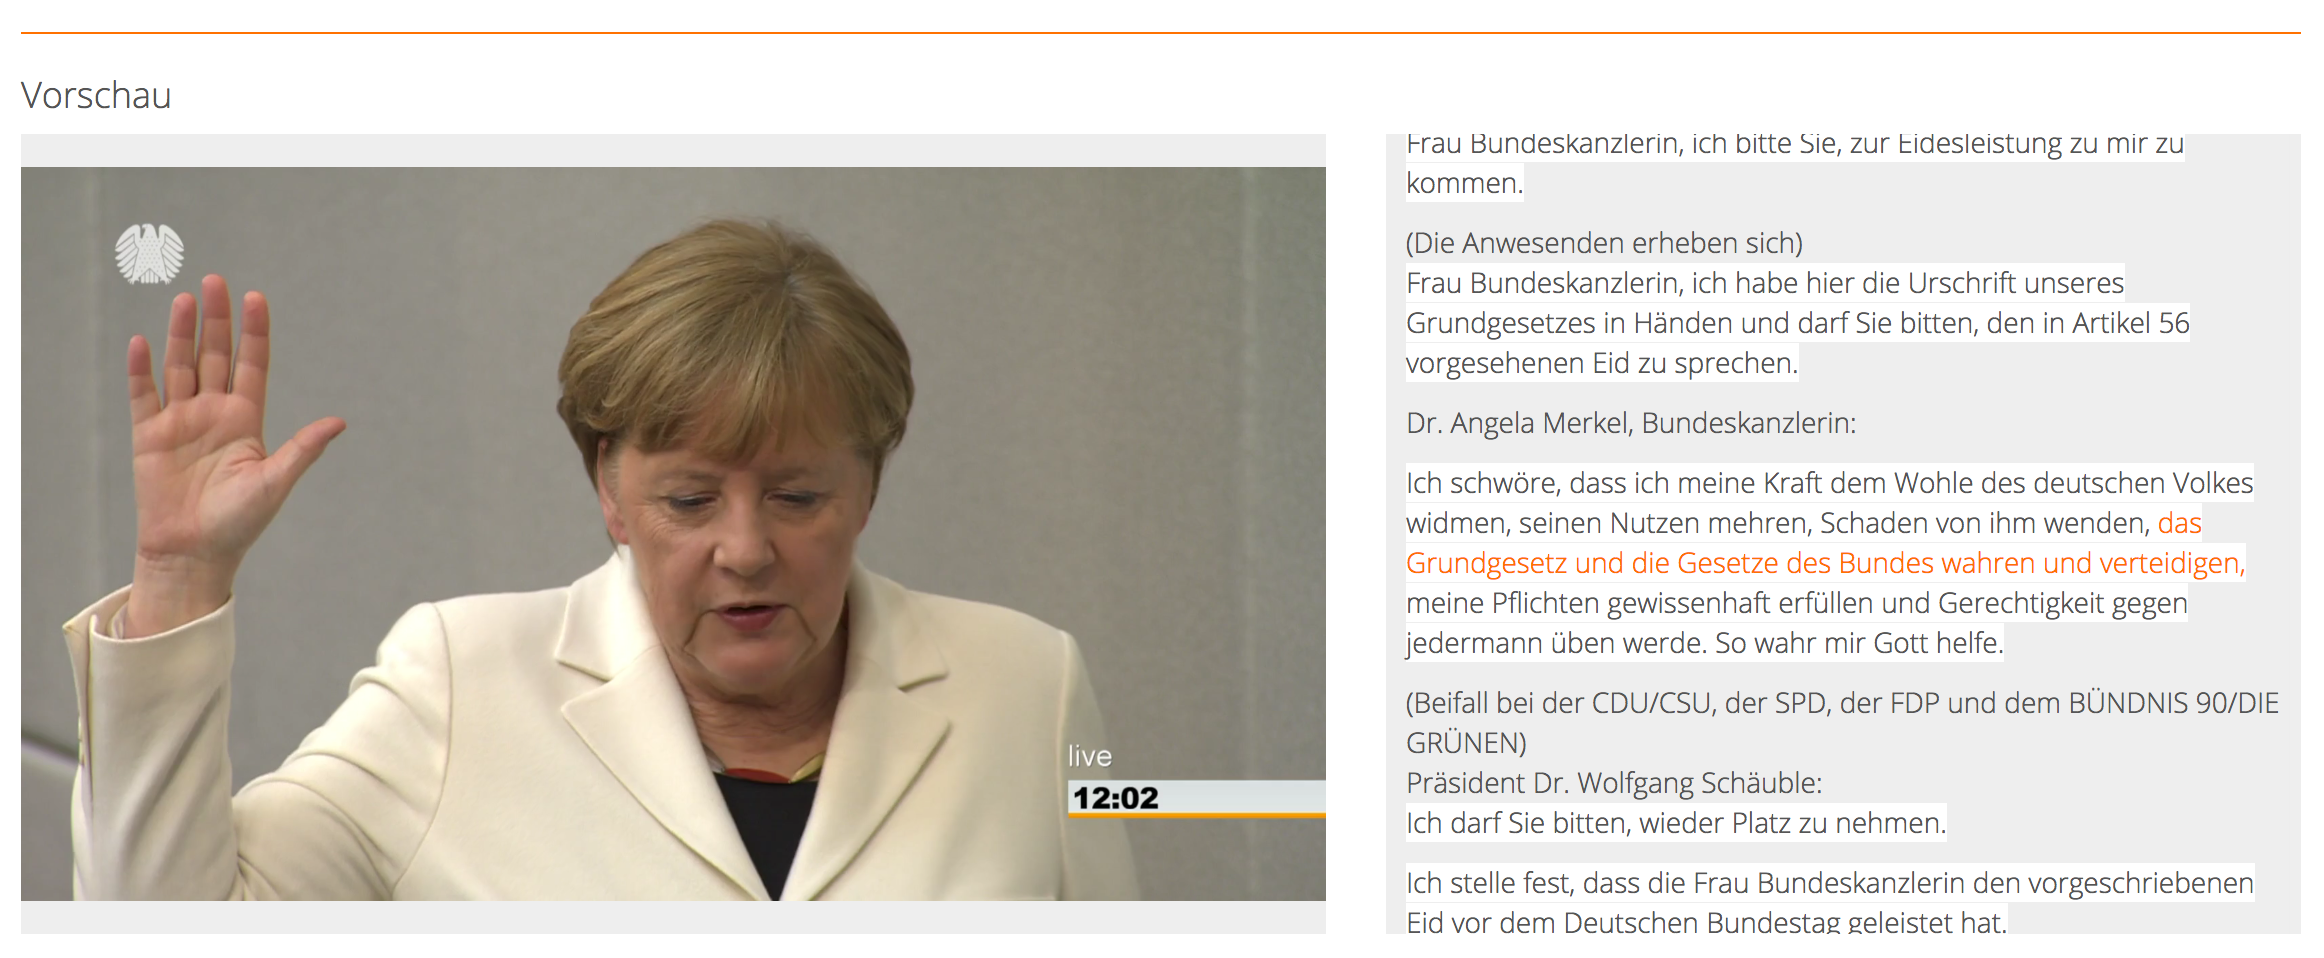 Vorschau
live
12:02
Frau Bundeskanzlerin, ich bitte Sie, zur Eidesleistung zu mir zu
kommen.
(Die Anwesenden erheben sich)
Frau Bundeskanzlerin, ich habe hier die Urschrift unseres
Grundgesetzes in Händen und darf Sie bitten, den in Artikel 56
vorgesehenen Eid zu sprechen.
Dr. Angela Merkel, Bundeskanzlerin:
Ich schwöre, dass ich meine Kraft dem Wohle des deutschen Volkes
widmen, seinen Nutzen mehren, Schaden von ihm wenden, das
Grundgesetz und die Gesetze des Bundes wahren und verteidigen,
meine Pflichten gewissenhaft erfüllen und Gerechtigkeit gegen
jedermann üben werde. So wahr mir Gott helfe.
(Beifall bei der CDU/CSU, der SPD, der FDP und dem BÜNDNIS 90/DIE
GRÜNEN)
Präsident Dr. Wolfgang Schäuble:
Ich darf Sie bitten, wieder Platz zu nehmen.
Ich stelle fest, dass die Frau Bundeskanzlerin den vorgeschriebenen
Eid vor dem Deutschen Bundestag geleistet hat.